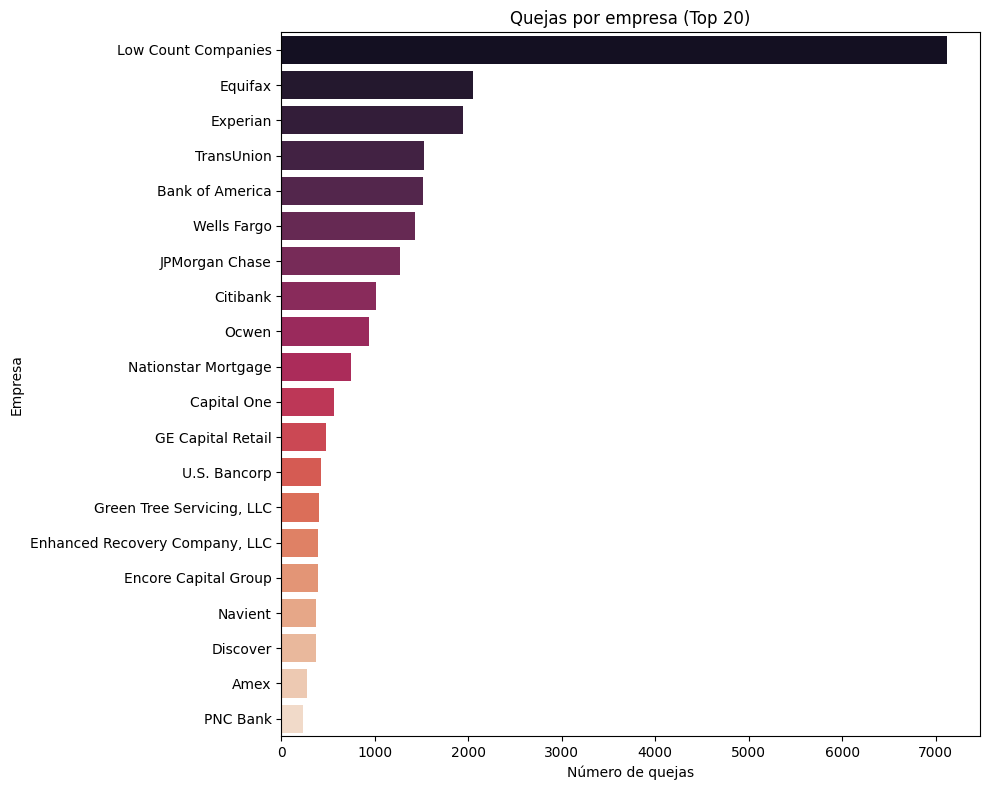 Quejas por empresa (Top 20)
Low Count Companies
Equifax
Experian
TransUnion
Bank of America
Wells Fargo
JPMorgan Chase
Citibank
Ocwen
Nationstar Mortgage
Capital One
GE Capital Retail
U.S. Bancorp
Green Tree Servicing, LLC
Enhanced Recovery Company, LLC
Encore Capital Group
Navient
Discover
Amex
PNC Bank
Empresa
0 1000 2000 3000 4000 5000 6000 7000
Número de quejas